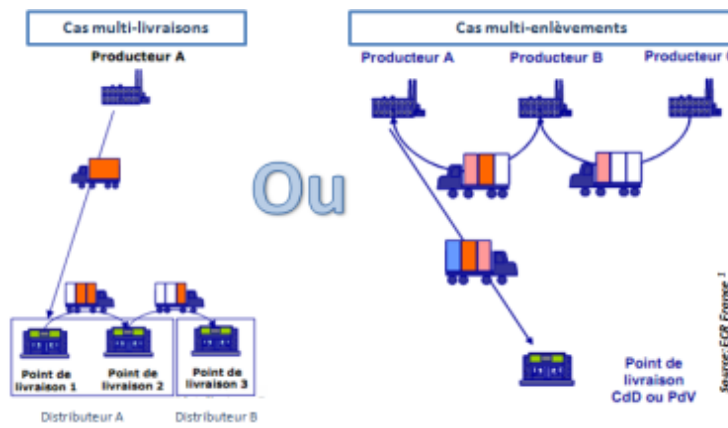 Cas multi-livraisons
Producteur A
Ou
Point de
livraison 1
Point de
livraison 2
Point de
livraison 3
Distributeur A
Distributeur B
Cas multi-enlèvements
Producteur A
Producteur B
Producteur
Point de
livraison
CdD ou PdV
Source: ECR France